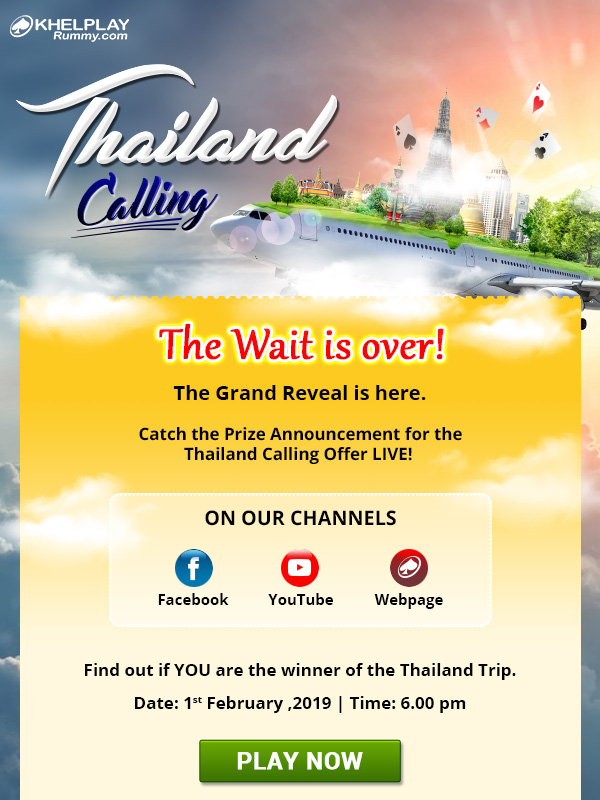 KHELPLAY
Rummy.com
Thailand
Calling
The Wait is over!
The Grand Reveal is here.
Catch the Prize Announcement for the
Thailand Calling Offer LIVE!
ON OUR CHANNELS
Facebook YouTube Webpage
Find out if YOU are the winner of the Thailand Trip.
Date: 1st February ,2019 | Time: 6.00 pm
PLAY NOW